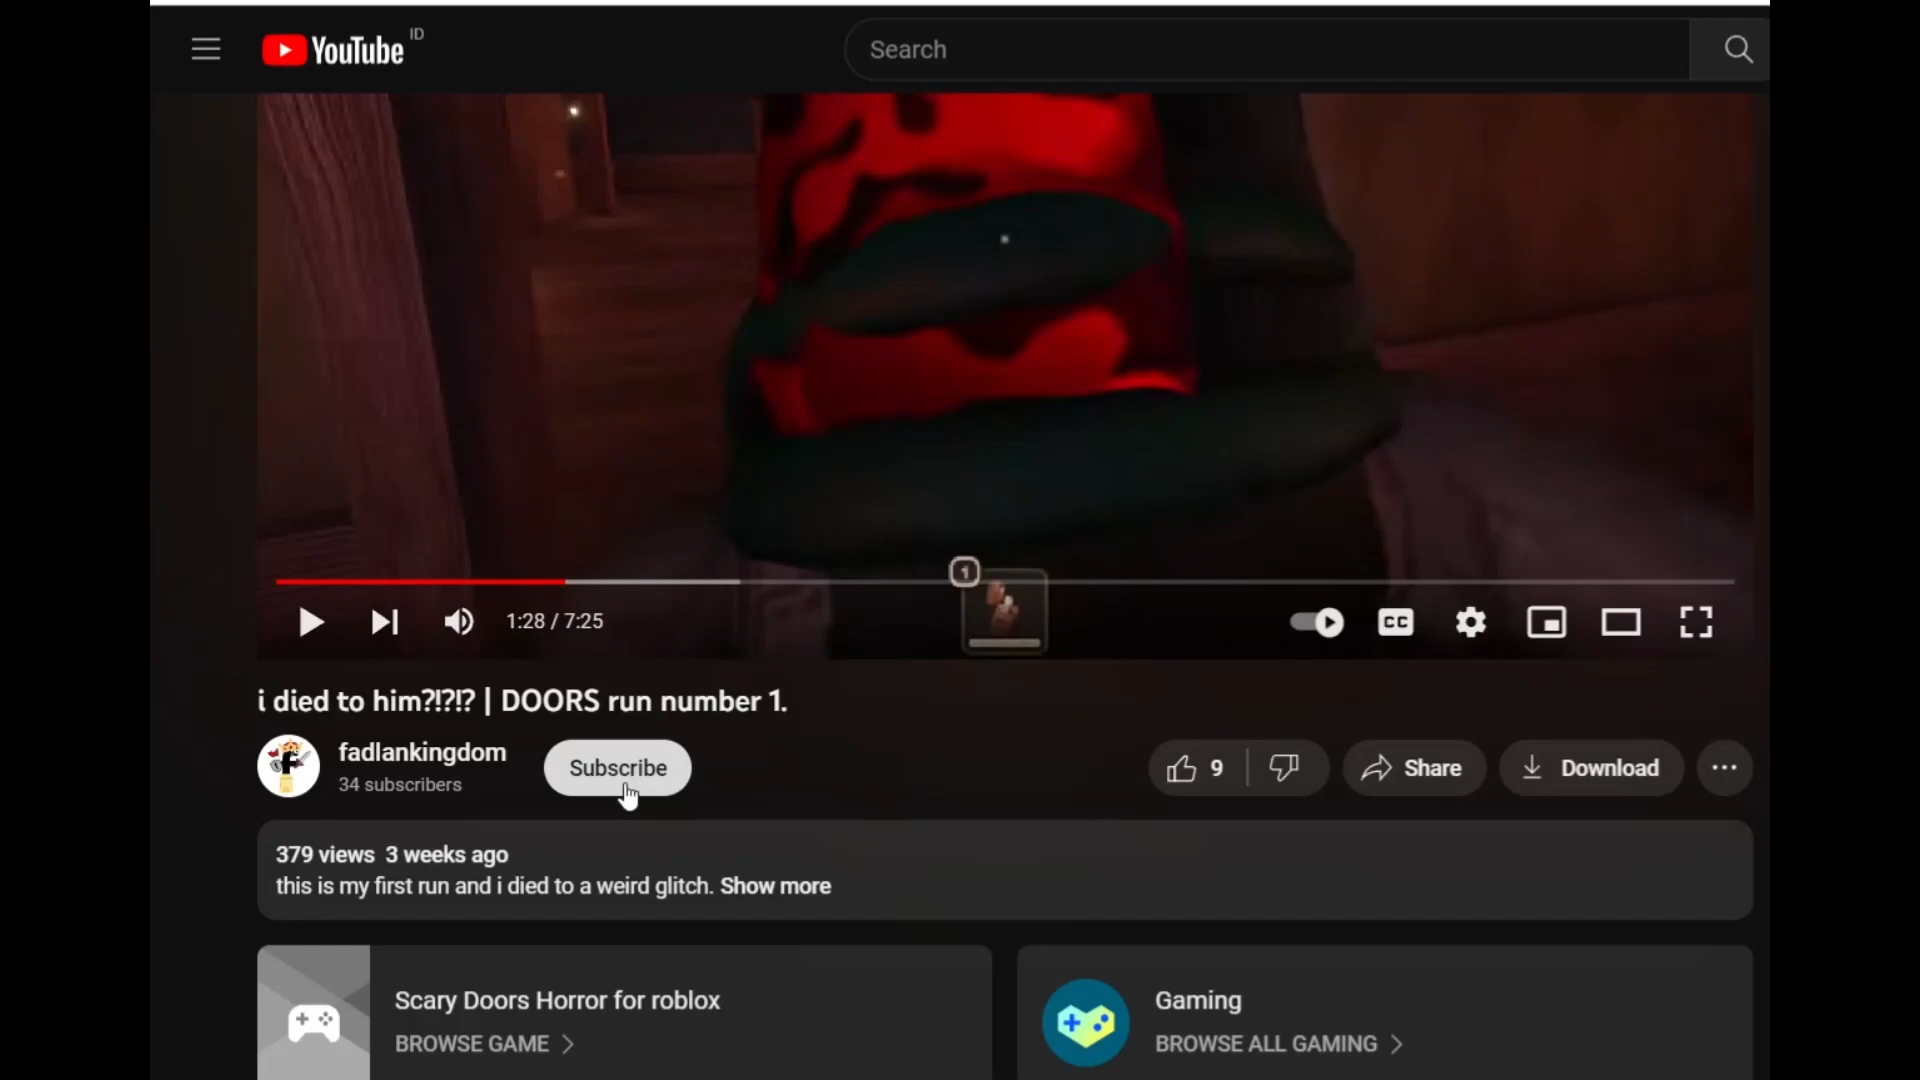 YouTube ID
Search
1
1:28 / 7:25
CC
i died to him?!?!? | DOORS run number 1.
fadlankingdom
34 subscribers
Subscribe
9
Share
Download
379 views 3 weeks ago
this is my first run and i died to a weird glitch. Show more
Scary Doors Horror for roblox
BROWSE GAME
Gaming
BROWSE ALL GAMING